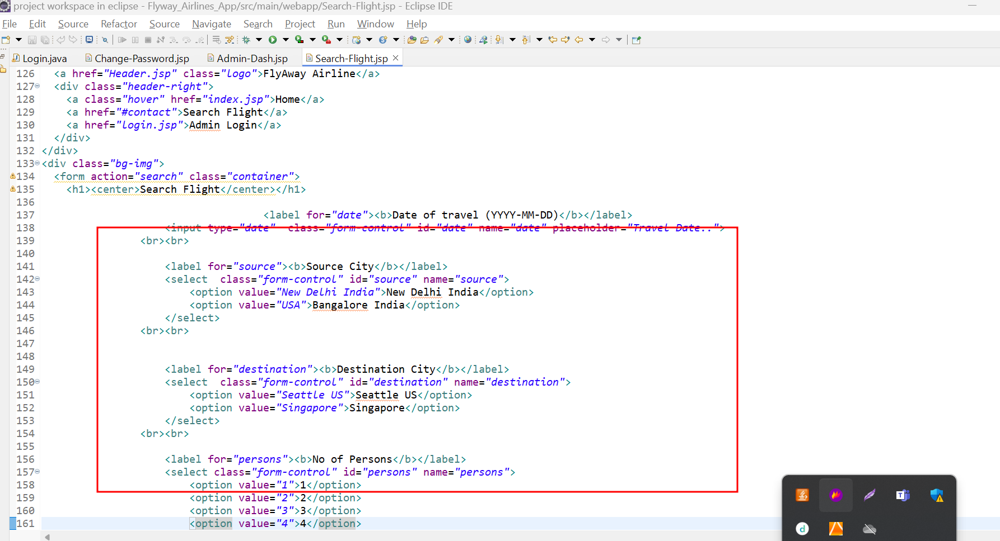 project workspace in eclipse - Flyway_Airlines_App/src/main/webapp/Search-Flight.jsp - Eclipse IDE
File Edit Source Refactor Source Navigate Search Project Run Window Help
Login.java Change-Password.jsp Admin-Dash.jsp Search-Flight.jsp
126 <a href="Header.jsp" class="logo">FlyAway Airline</a>
127 <div class="header-right">
128 <a class="hover" href="index.jsp">Home</a>
129 <a href="#contact">Search Flight</a>
130 <a href="login.jsp">Admin Login</a>
131 </div>
132 </div>
133 <div class="bg-img">
134 <form action="search" class="container">
135 <h1><center>Search Flight</center></h1>
136
137 <label for="date"><b>Date of travel (YYYY-MM-DD)</b></label>
138 <input type="date" class="form-control" id="date" name="date" placeholder="Travel Date..">
139 <br><br>
140
141 <label for="source"><b>Source City</b></label>
142 <select class="form-control" id="source" name="source">
143 <option value="New Delhi India">New Delhi India</option>
144 <option value="USA">Bangalore India</option>
145 </select>
146 <br><br>
147
148
149 <label for="destination"><b>Destination City</b></label>
150 <select class="form-control" id="destination" name="destination">
151 <option value="Seattle US">Seattle US</option>
152 <option value="Singapore">Singapore</option>
153 </select>
154 <br><br>
155
156 <label for="persons"><b>No of Persons</b></label>
157 <select class="form-control" id="persons" name="persons">
158 <option value="1">1</option>
159 <option value="2">2</option>
160 <option value="3">3</option>
161 <option value="4">4</option>